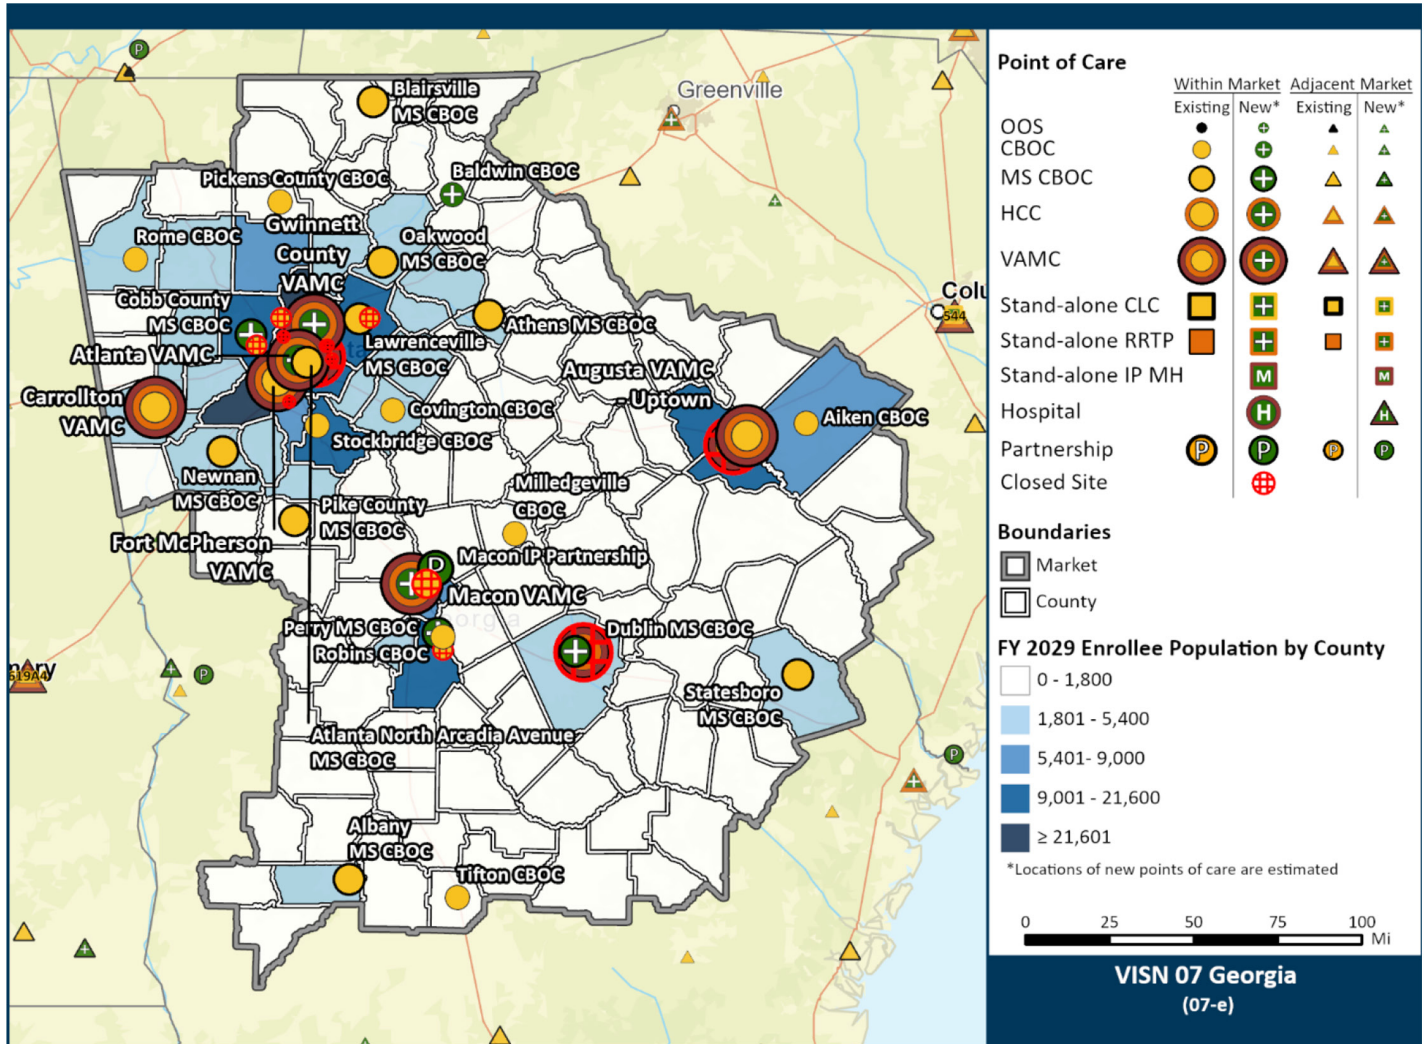 Blairsville
MS CBOC
Greenville
Baldwin CBOC
Pickens County CBOC
Gwinnett
County
VAMC
Rome CBOC
Oakwood
MS CBOC
Cobb County
MS CBOC
Athens MS CBOC
Colu
544
Atlanta VAMC
Lawrenceville
MS CBOC
Augusta VAMC
- Uptown
Carrollton
VAMC
Covington CBOC
Aiken CBOC
Stockbridge CBOC
Newnan
MS CBOC
Milledgeville
CBOC
Pike County
MS CBOC
Fort McPherson
VAMC
Macon IP Partnership
Macon VAMC
Perry MS CBOC
Robins CBOC
Dublin MS CBOC
619A4
Statesboro
MS CBOC
Atlanta North Arcadia Avenue
MS CBOC
Albany
MS CBOC
Tifton CBOC
P
P
P
P
Point of Care
Within Market Adjacent Market
Existing New* Existing New*
OOS
CBOC
MS CBOC
HCC
VAMC
Stand-alone CLC
Stand-alone RRTP
Stand-alone IP MH M M
Hospital H H
Partnership P P P P
Closed Site
Boundaries
Market
County
FY 2029 Enrollee Population by County
0 - 1,800
1,801 - 5,400
5,401- 9,000
9,001 - 21,600
≥ 21,601
*Locations of new points of care are estimated
0 25 50 75 100
Mi
VISN 07 Georgia
(07-e)